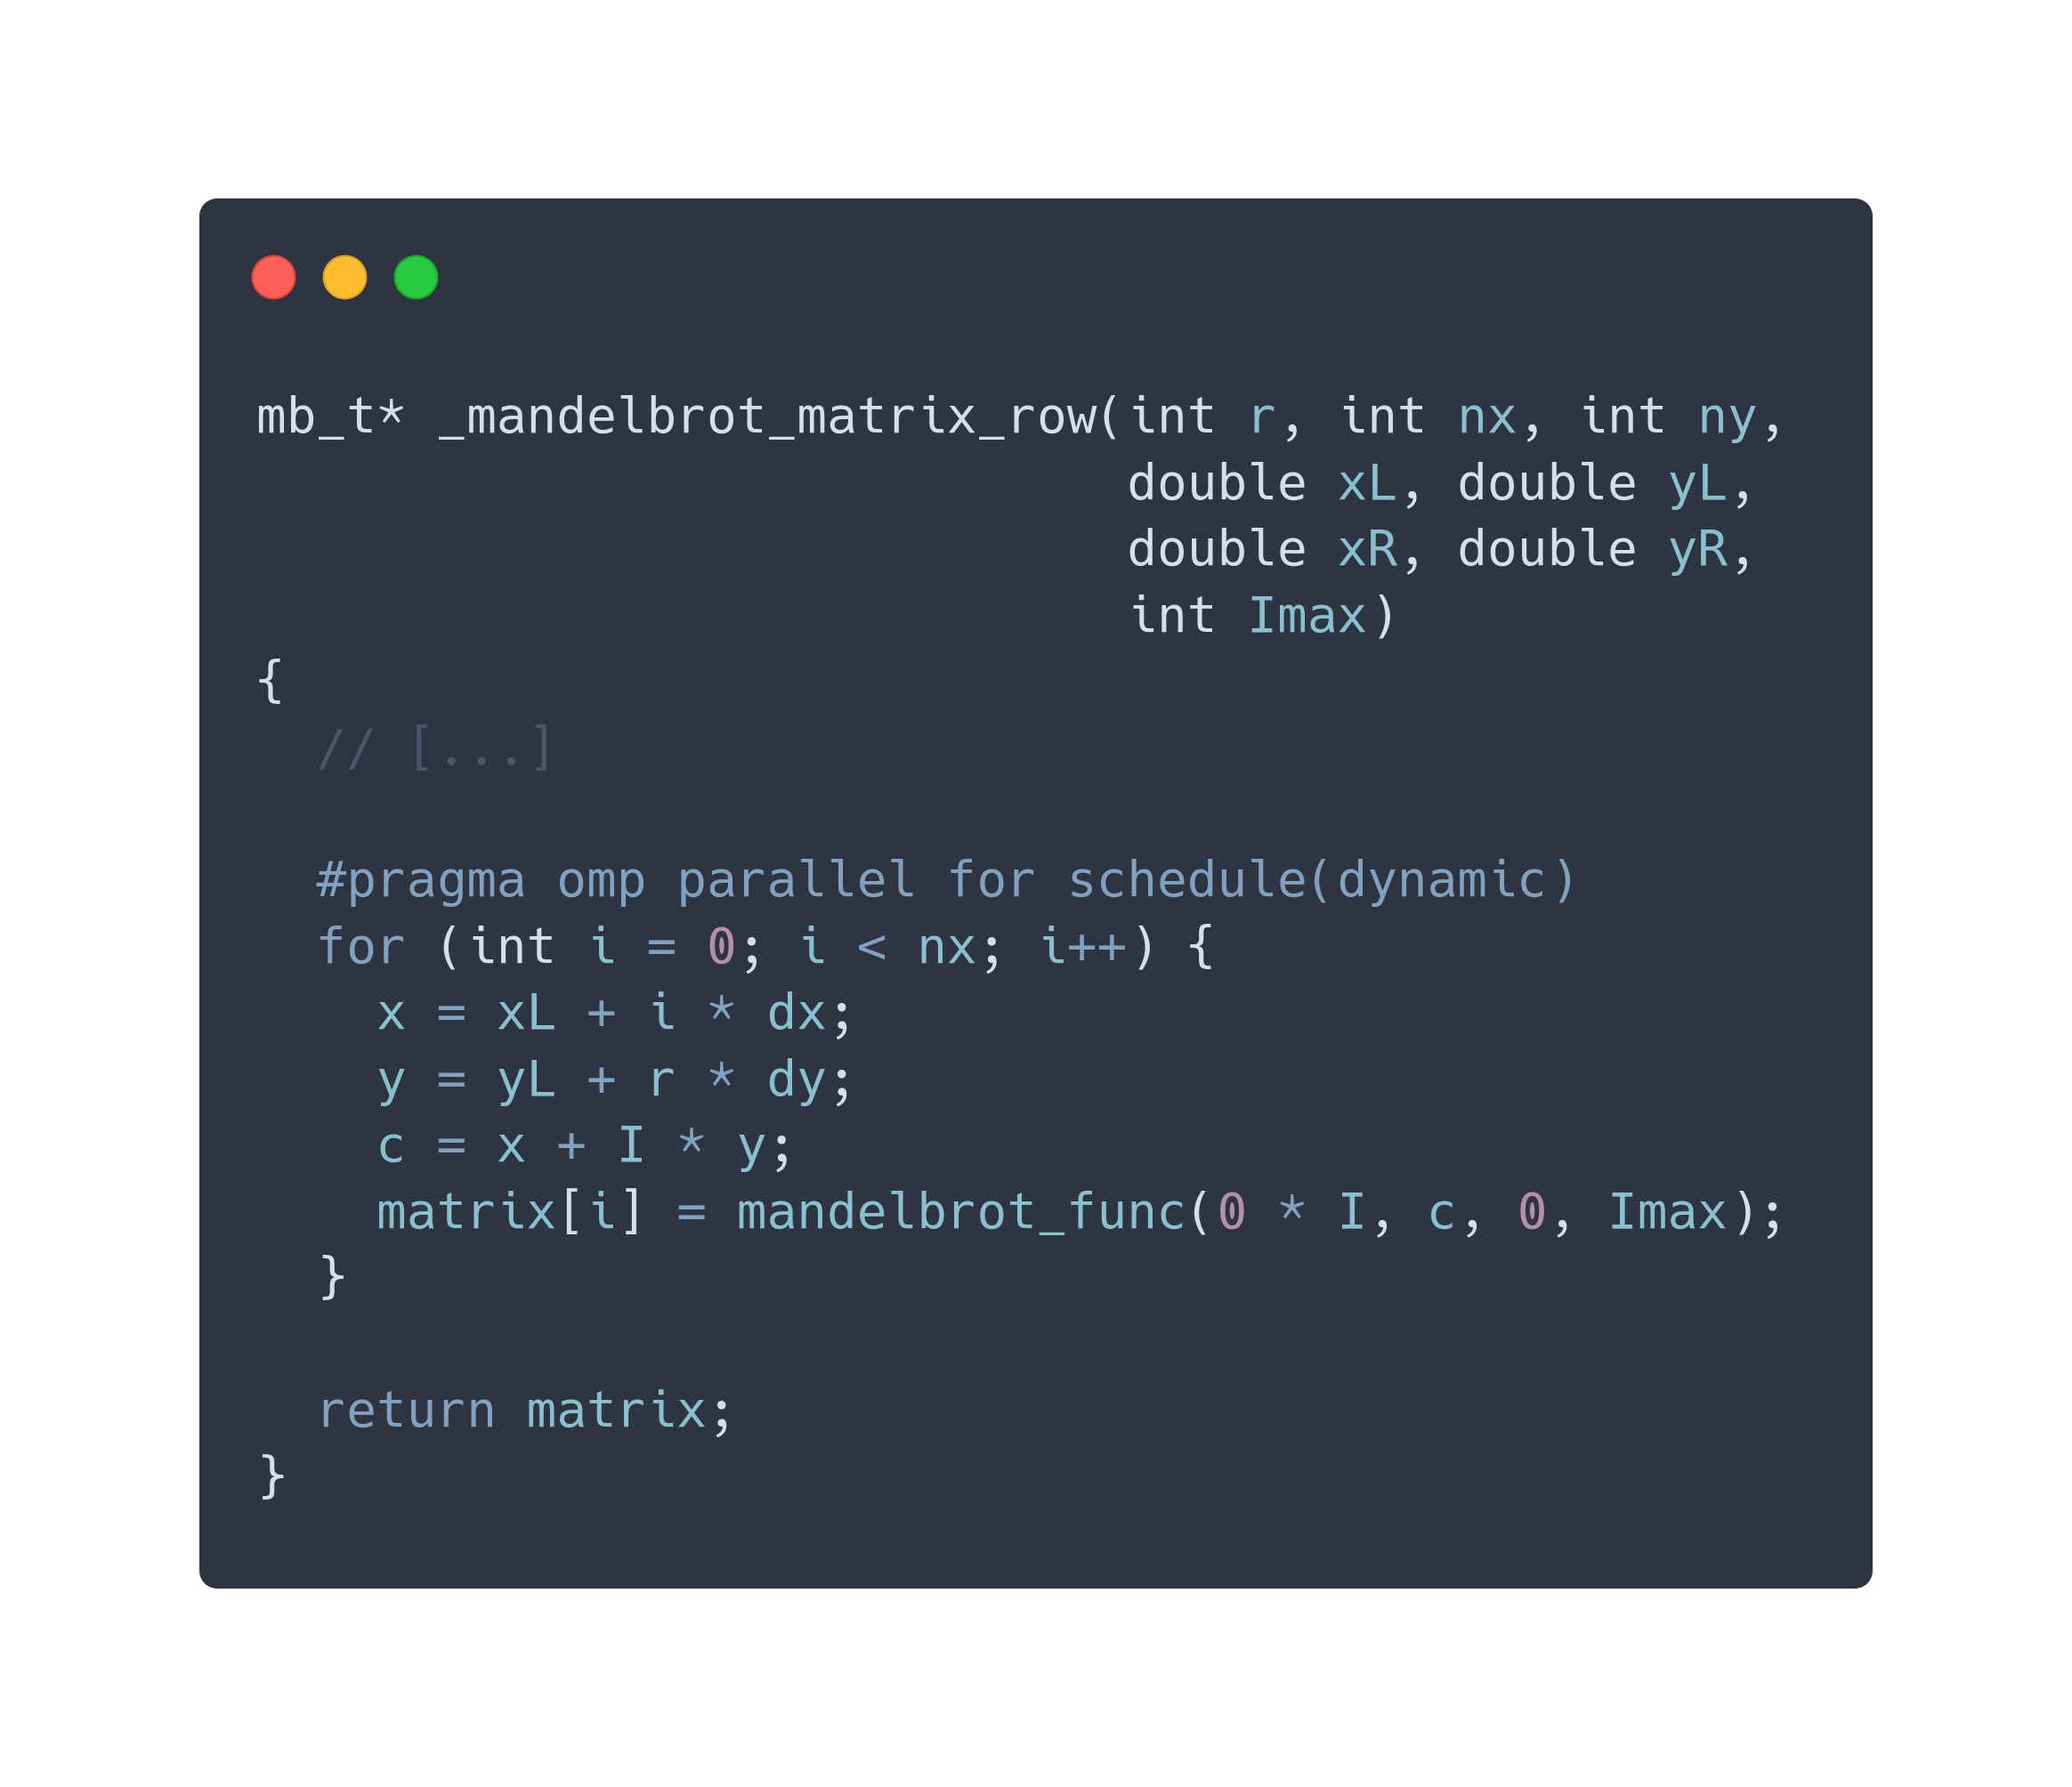 mb_t* _mandelbrot_matrix_row(int r, int nx, int ny,
                             double xL, double yL,
                             double xR, double yR,
                             int Imax)
{
  // [...]

  #pragma omp parallel for schedule(dynamic)
  for (int i = 0; i < nx; i++) {
    x = xL + i * dx;
    y = yL + r * dy;
    c = x + I * y;
    matrix[i] = mandelbrot_func(0 * I, c, 0, Imax);
  }

  return matrix;
}